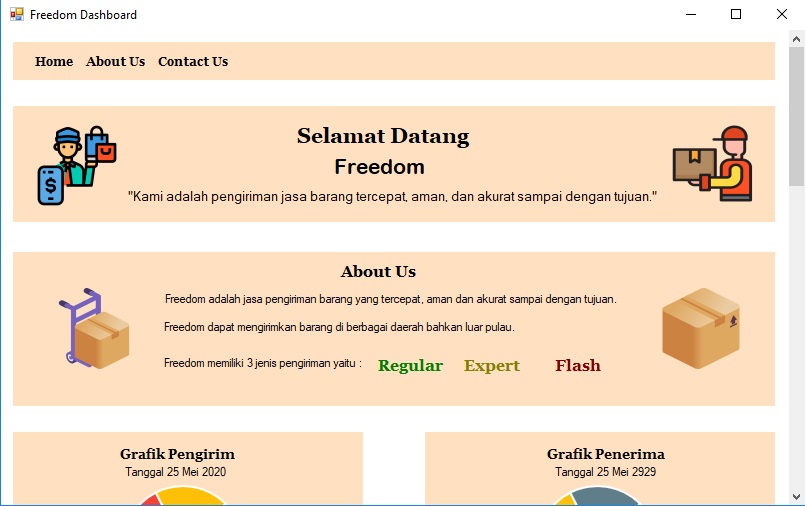 Freedom Dashboard
Home About Us Contact Us
Selamat Datang
Freedom
"Kami adalah pengiriman jasa barang tercepat, aman, dan akurat sampai dengan tujuan."
About Us
Freedom adalah jasa pengiriman barang yang tercepat, aman dan akurat sampai dengan tujuan.
Freedom dapat mengirimkan barang di berbagai daerah bahkan luar pulau.
Freedom memiliki 3 jenis pengiriman yaitu : Regular Expert Flash
Grafik Pengirim
Tanggal 25 Mei 2020
Grafik Penerima
Tanggal 25 Mei 2929